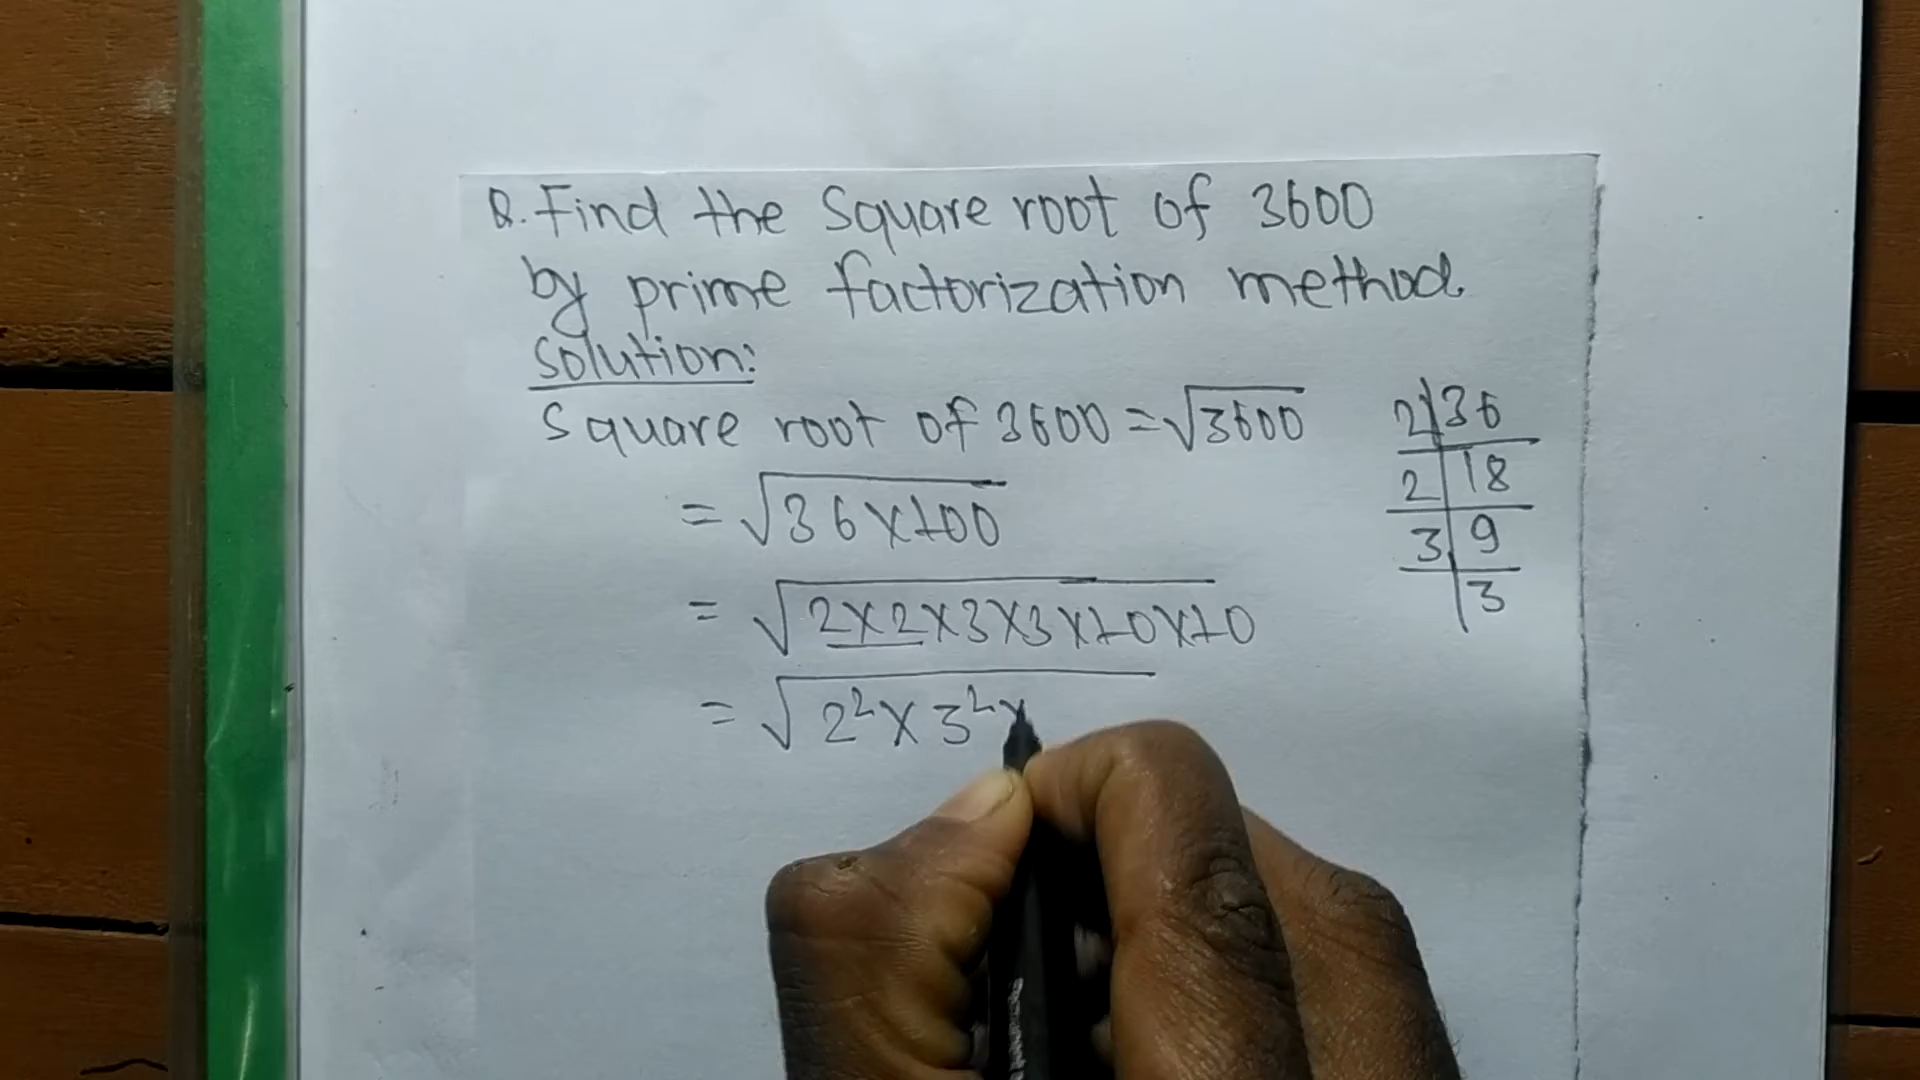 Q. Find the square root of 3600
by prime factorization method
solution:
Square root of 3600 = √3600
= √36×100
= √2×2×3×3×10×10
= √2²×3²×
2|36
2|18
3|9
|3